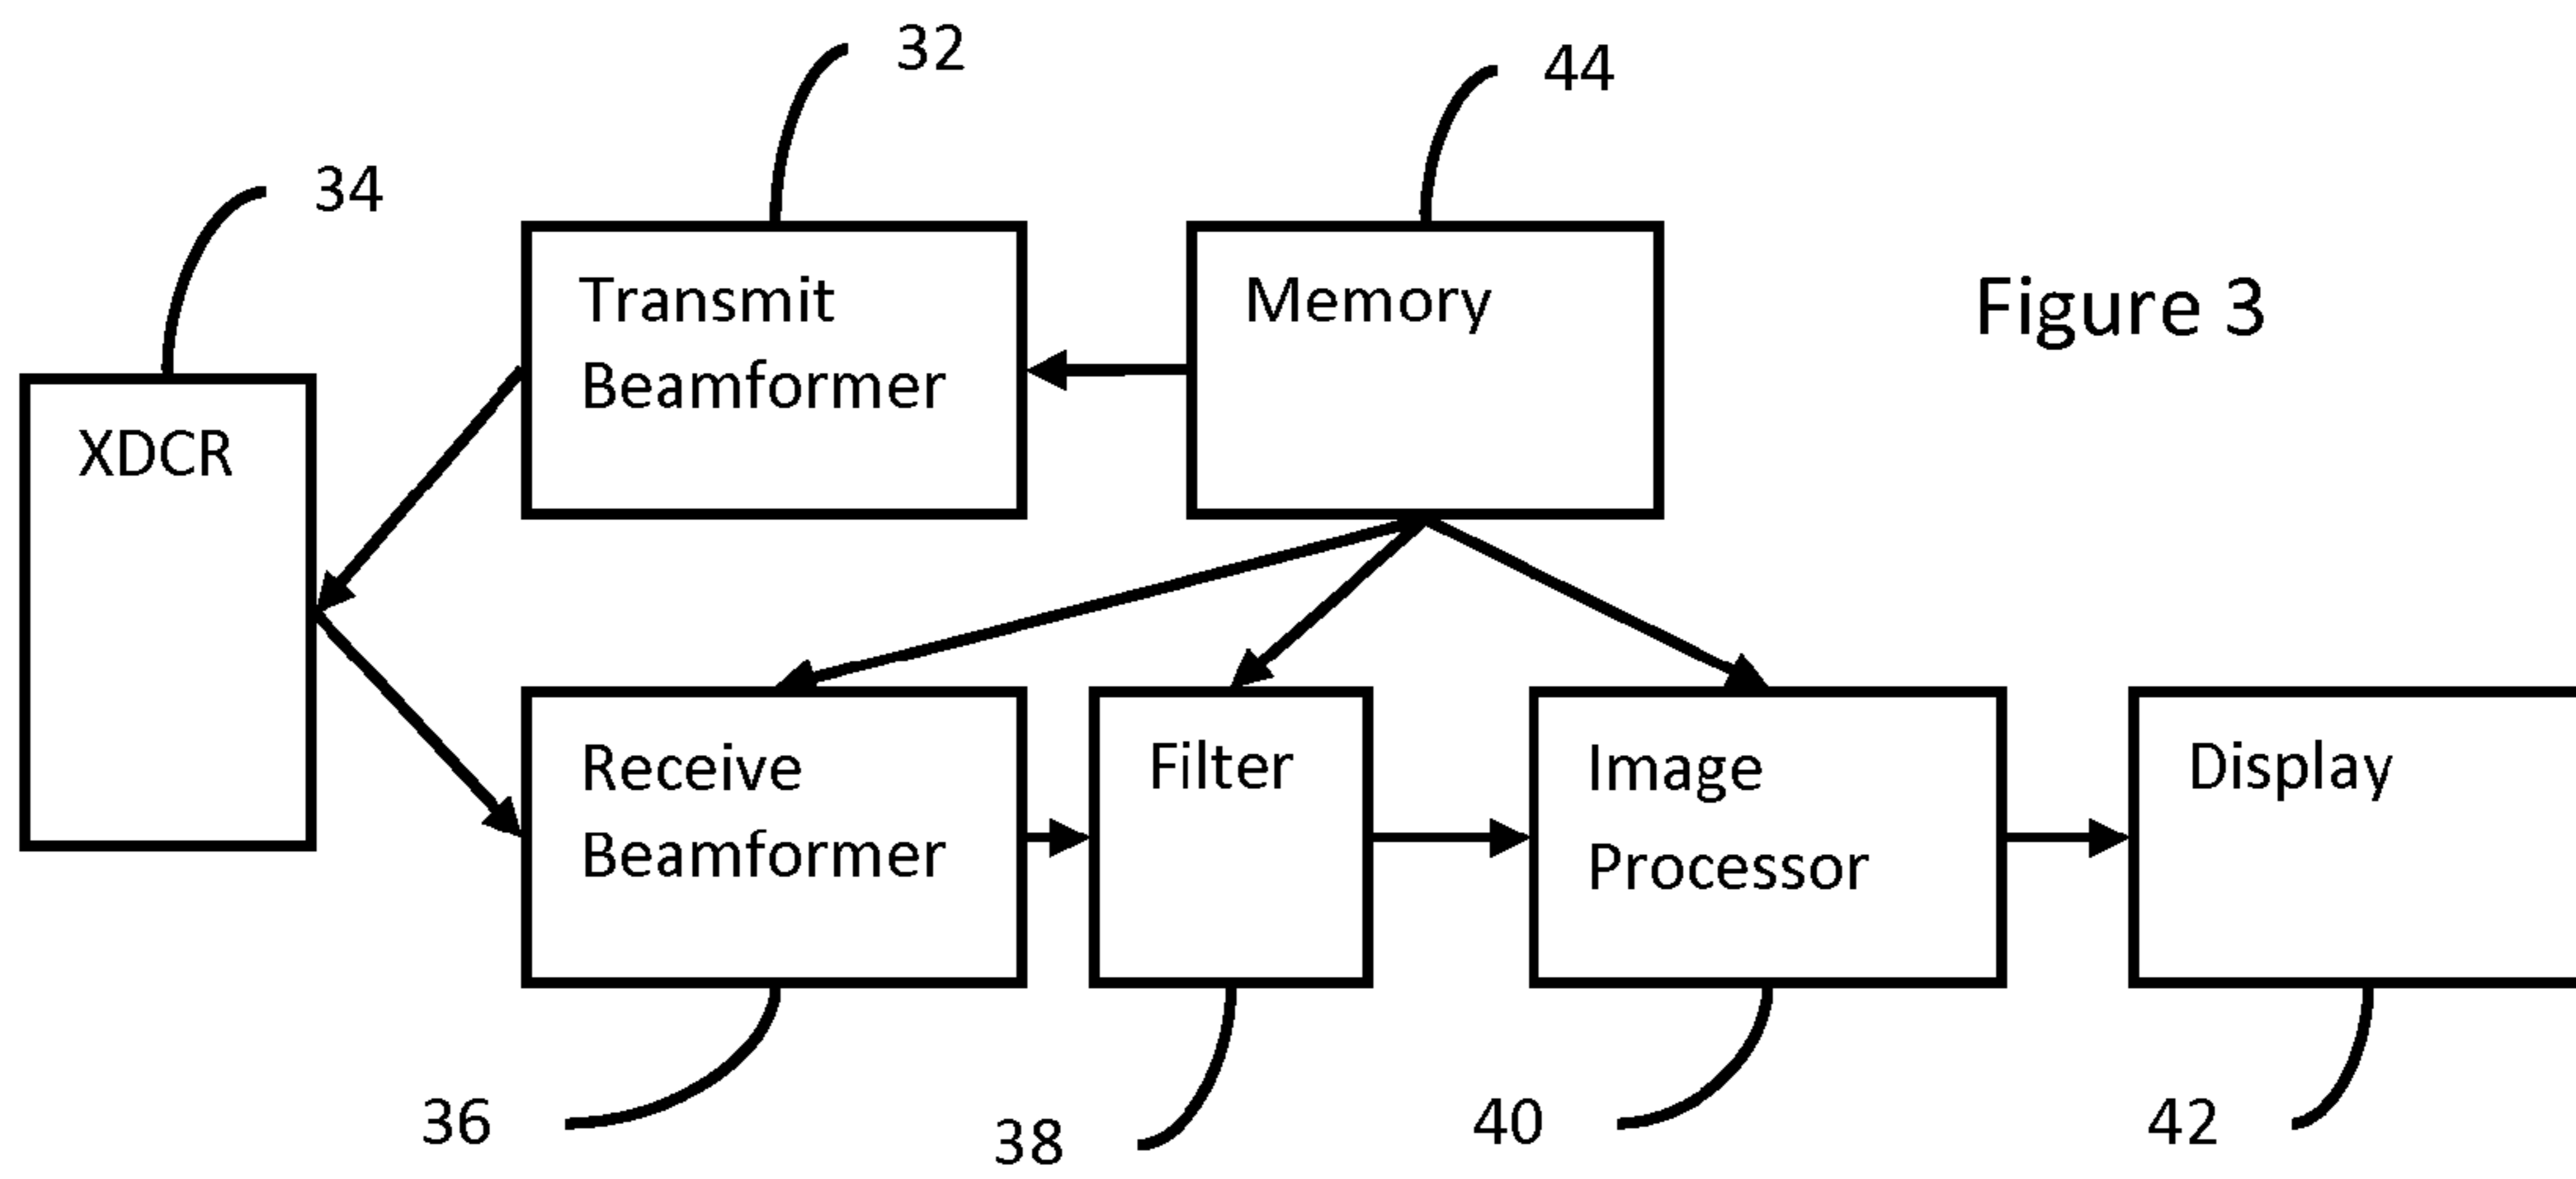 32
44
34
Transmit
Beamformer
Memory
Figure 3
XDCR
Receive
Beamformer
Filter
Image
Processor
Display
36
38
40
42